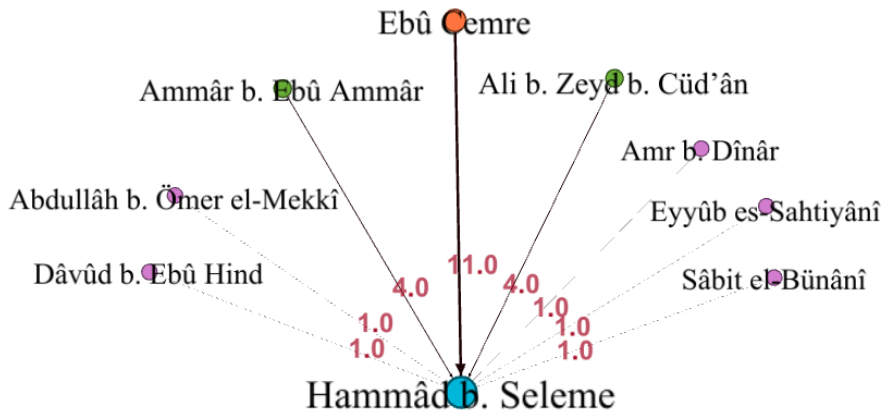 Ebû Cemre
Ammâr b. Ebû Ammâr
Ali b. Zeyd b. Cüd’ân
Amr b. Dînâr
Abdullâh b. Ömer el-Mekkî
Eyyûb es-Sahtiyânî
Dâvûd b. Ebû Hind
Sâbit el-Bünânî
11.0
4.0
4.0
1.0
1.0
1.0
1.0
1.0
Hammâd b. Seleme